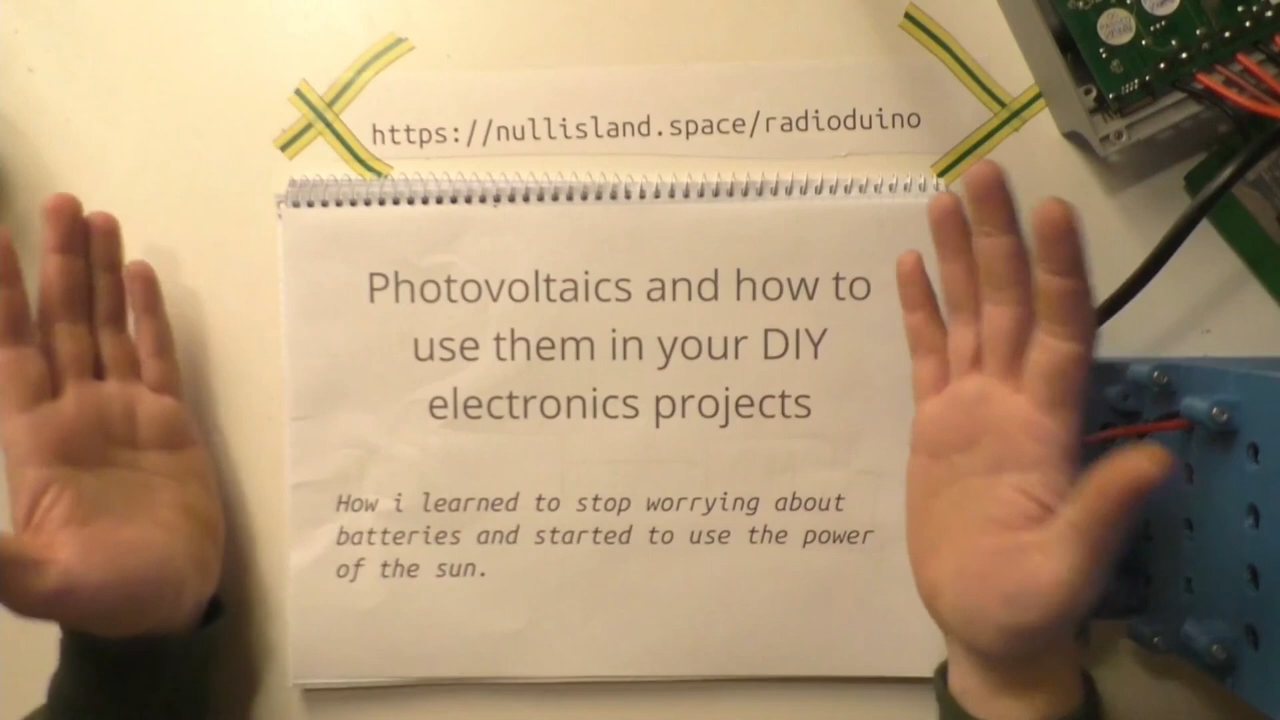 https://nullisland.space/radioduino
Photovoltaics and how to
use them in your DIY
electronics projects
How i learned to stop worrying about
batteries and started to use the power
of the sun.